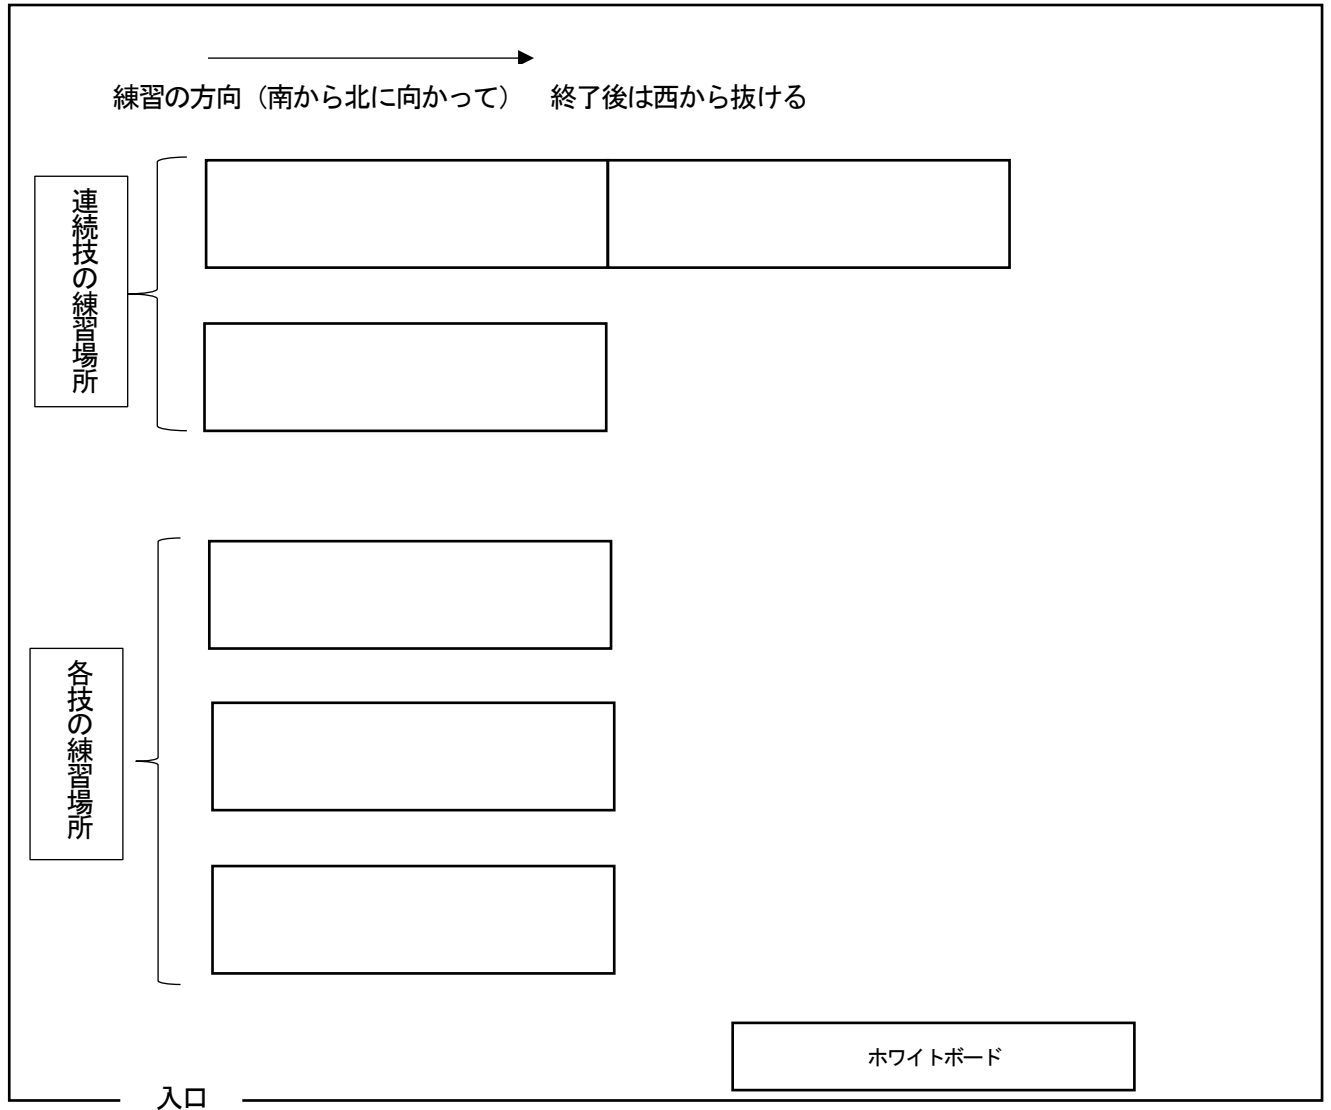 練習の方向（南から北に向かって）　終了後は西から抜ける
連続技の練習場所
各技の練習場所
ホワイトボード
入口